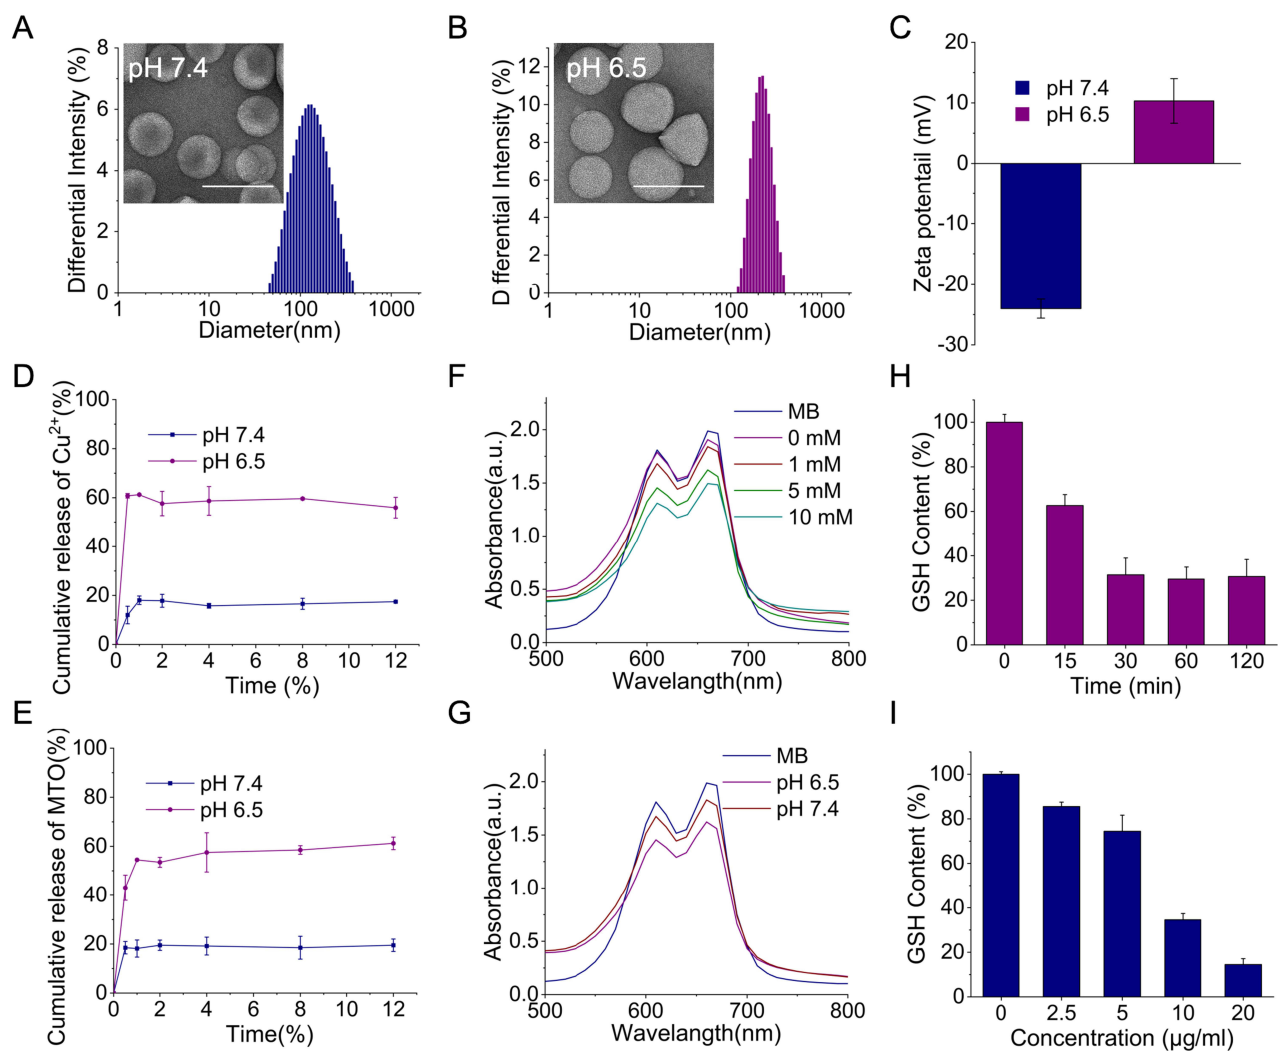 A
Differential Intensity (%)
8
6
4
2
0
pH 7.4
1
10
100
1000
Diameter(nm)
B
D fferential Intensity (%)
12
10
8
6
4
2
0
pH 6.5
1
10
100
1000
Diameter(nm)
C
Zeta potentail (mV)
20
10
0
-10
-20
-30
pH 7.4
pH 6.5
D
Cumulative release of Cu2+(%)
100
80
60
40
20
0
pH 7.4
pH 6.5
0 2 4 6 8 10 12
Time (%)
F
Absorbance(a.u.)
2.0
1.5
1.0
0.5
0.0
MB
0 mM
1 mM
5 mM
10 mM
500 600 700 800
Wavelangth(nm)
H
GSH Content (%)
100
80
60
40
20
0
0 15 30 60 120
Time (min)
E
Cumulative release of MTO(%)
100
80
60
40
20
0
pH 7.4
pH 6.5
0 2 4 6 8 10 12
Time(%)
G
Absorbance(a.u.)
2.0
1.5
1.0
0.5
0.0
MB
pH 6.5
pH 7.4
500 600 700 800
Wavelangth(nm)
I
GSH Content (%)
100
80
60
40
20
0
0 2.5 5 10 20
Concentration (µg/ml)